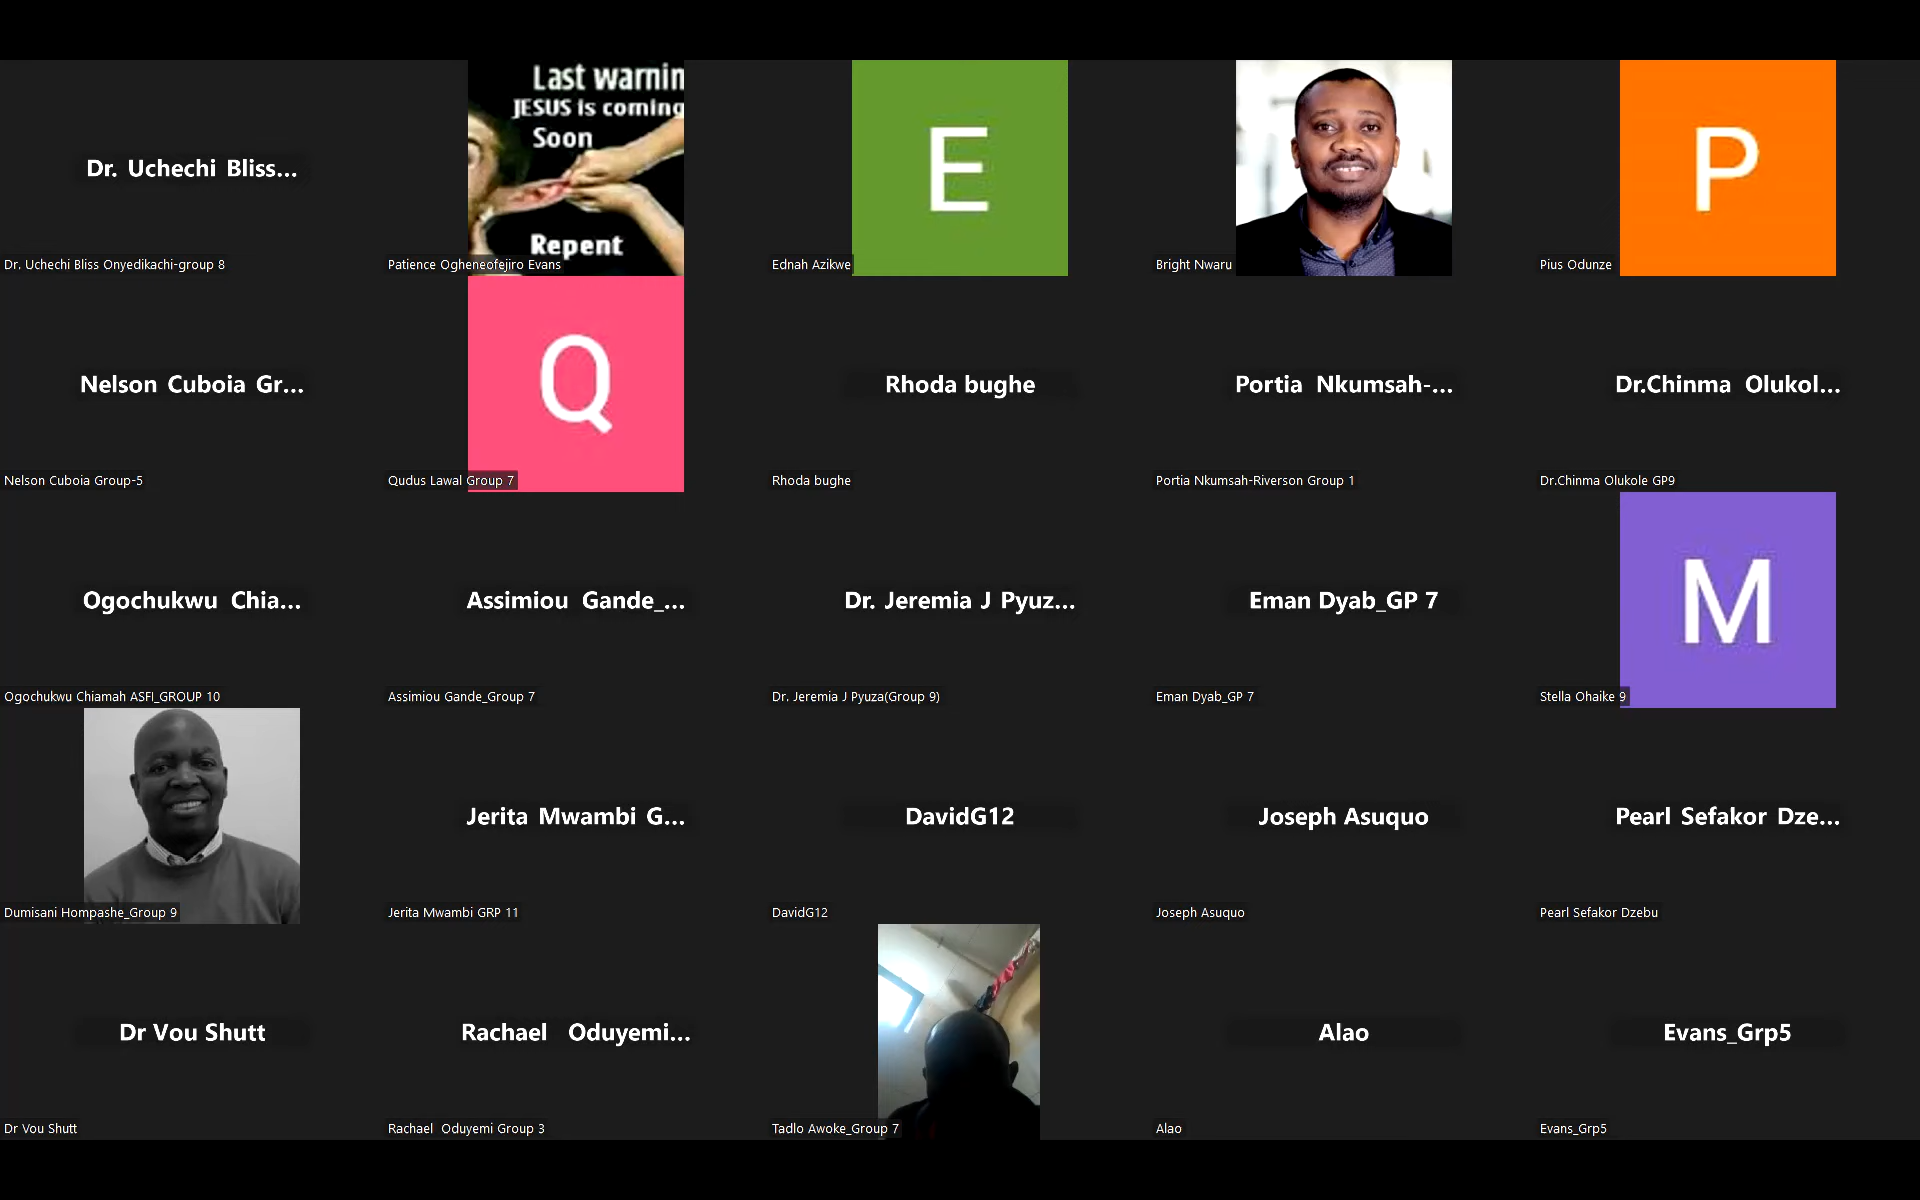 Dr. Uchechi Bliss...
Dr. Uchechi Bliss Onyedikachi-group 8
Last warnin
JESUS is coming
Soon
Repent
Patience Ogheneofejiro Evans
E
Ednah Azikwe
Bright Nwaru
P
Pius Odunze
Nelson Cuboia Gr...
Nelson Cuboia Group-5
Q
Qudus Lawal Group 7
Rhoda bughe
Rhoda bughe
Portia Nkumsah-...
Portia Nkumsah-Riverson Group 1
Dr.Chinma Olukol...
Dr.Chinma Olukole GP9
Ogochukwu Chia...
Ogochukwu Chiamah ASFI_GROUP 10
Assimiou Gande_...
Assimiou Gande_Group 7
Dr. Jeremia J Pyuz...
Dr. Jeremia J Pyuza(Group 9)
Eman Dyab_GP 7
Eman Dyab_GP 7
M
Stella Ohaike 9
Dumisani Hompashe_Group 9
Jerita Mwambi G...
Jerita Mwambi GRP 11
DavidG12
DavidG12
Joseph Asuquo
Joseph Asuquo
Pearl Sefakor Dze...
Pearl Sefakor Dzebu
Dr Vou Shutt
Dr Vou Shutt
Rachael Oduyemi...
Rachael Oduyemi Group 3
Tadlo Awoke_Group 7
Alao
Alao
Evans_Grp5
Evans_Grp5